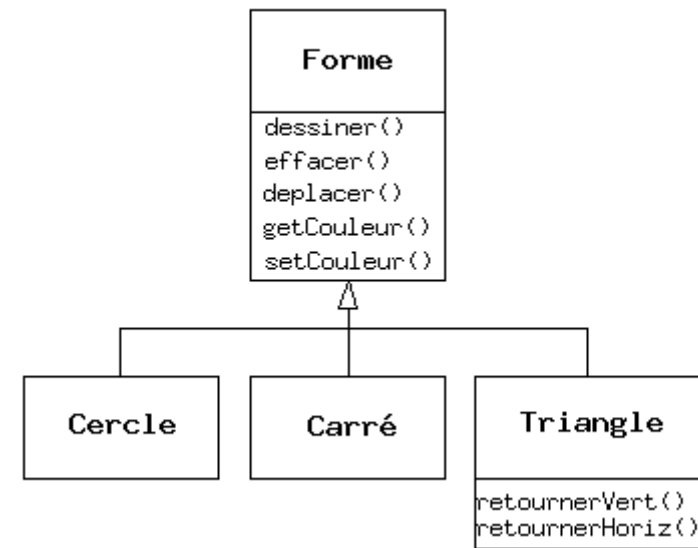 Forme
dessiner()
effacer()
deplacer()
getCouleur()
setCouleur()
Cercle
Carré
Triangle
retournerVert()
retournerHoriz()